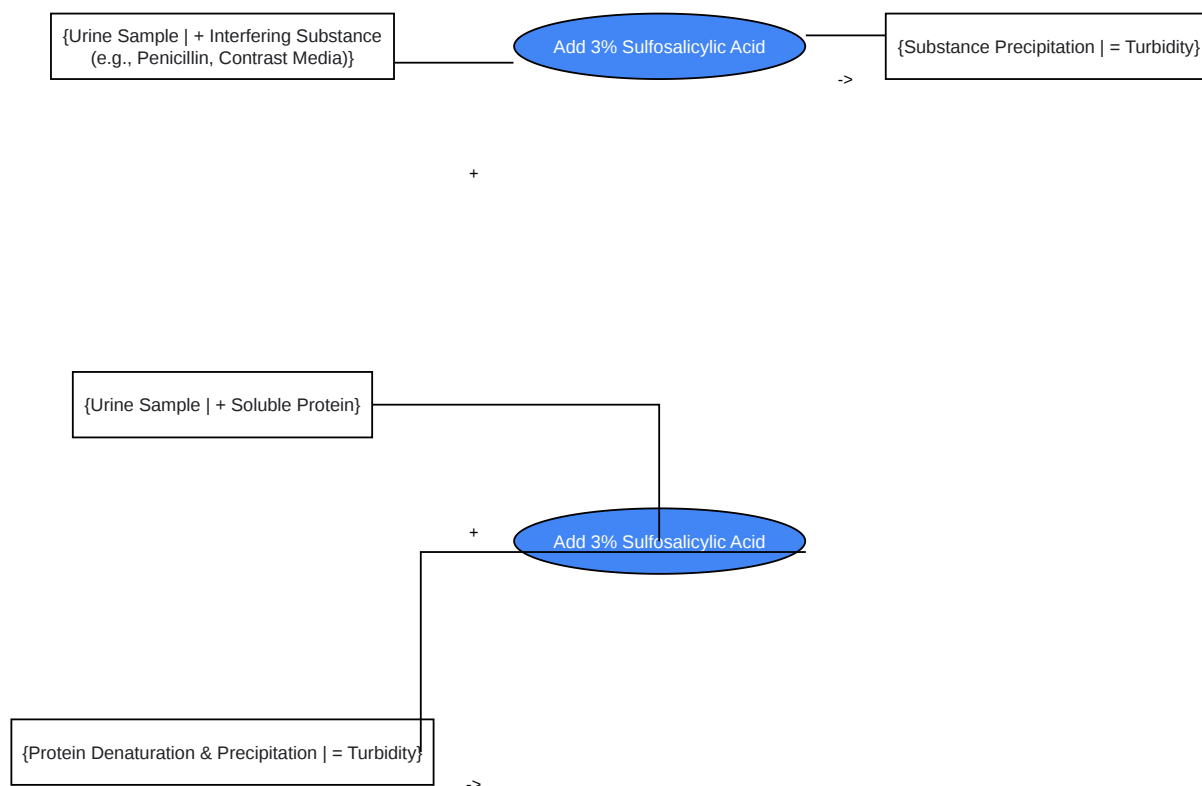 {Urine Sample | + Interfering Substance
(e.g., Penicillin, Contrast Media)}
Add 3% Sulfosalicylic Acid
{Substance Precipitation | = Turbidity}
->
+
{Urine Sample | + Soluble Protein}
+
Add 3% Sulfosalicylic Acid
{Protein Denaturation & Precipitation | = Turbidity}
->